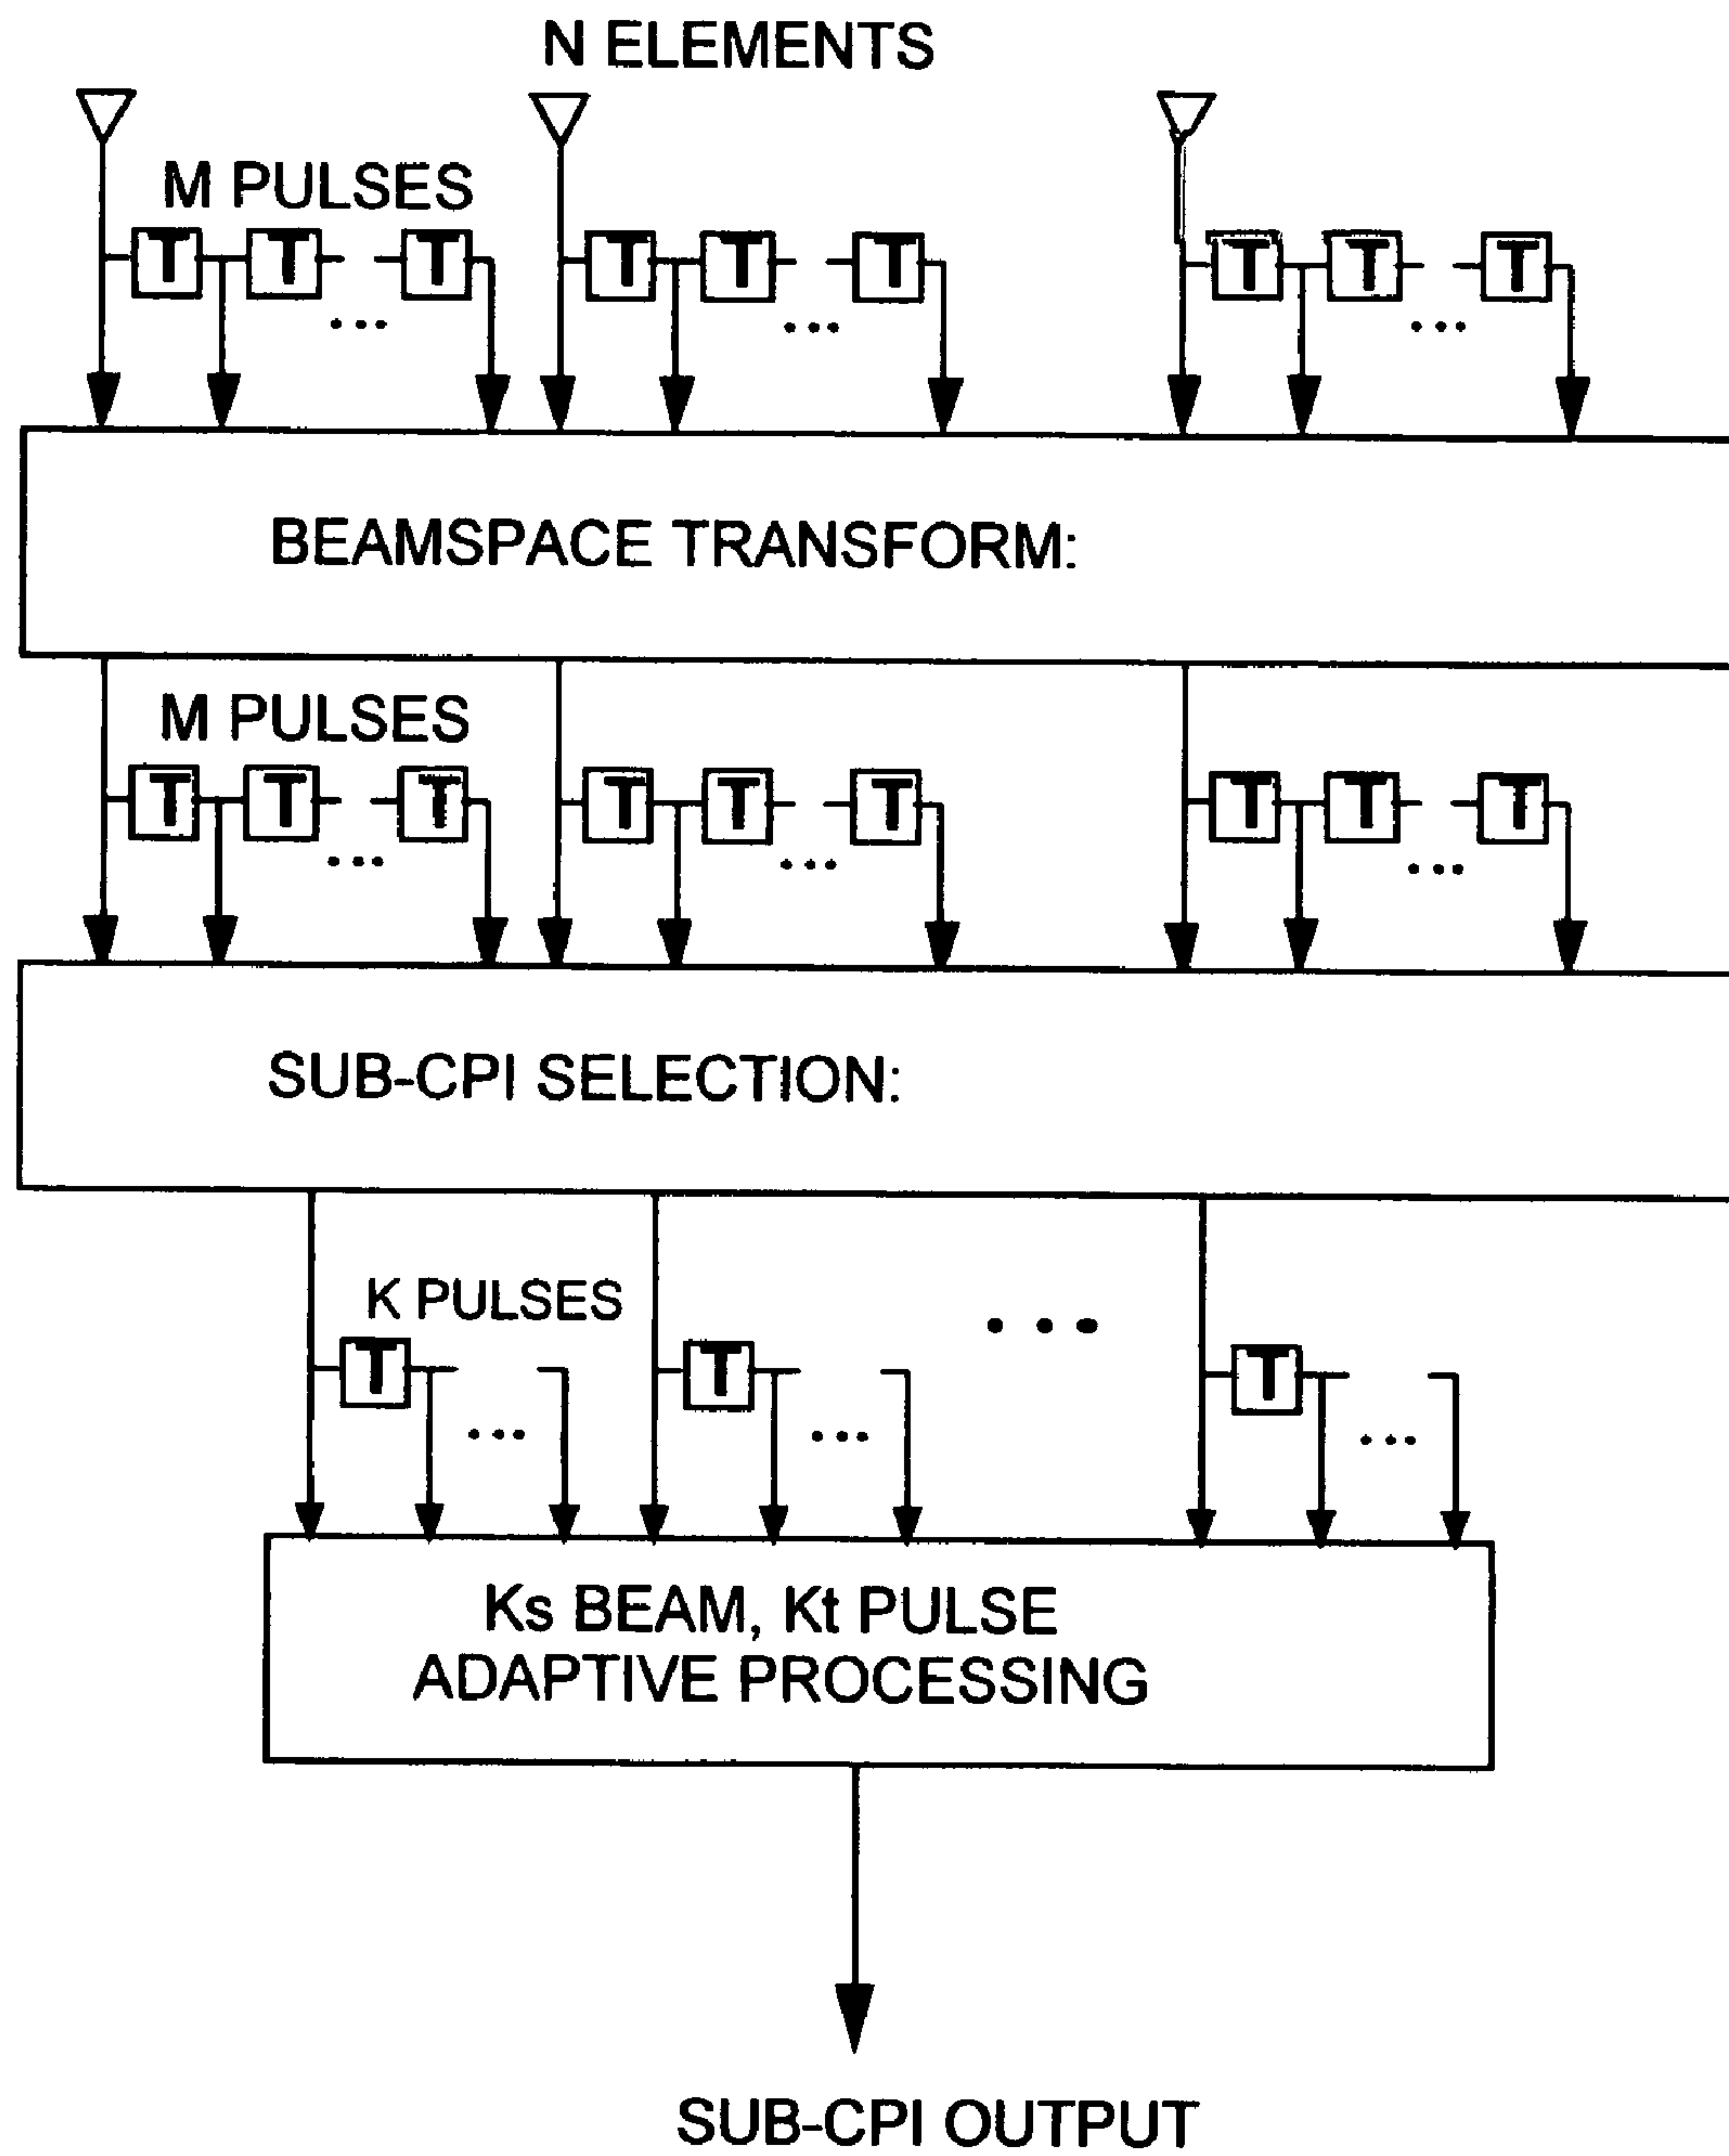 N ELEMENTS
M PULSES
T T T T T T T T T
...
...
...
BEAMSPACE TRANSFORM:
M PULSES
T T T T T T T T T
...
...
...
SUB-CPI SELECTION:
K PULSES
...
T T T
...
...
...
Ks BEAM, Kt PULSE
ADAPTIVE PROCESSING
SUB-CPI OUTPUT